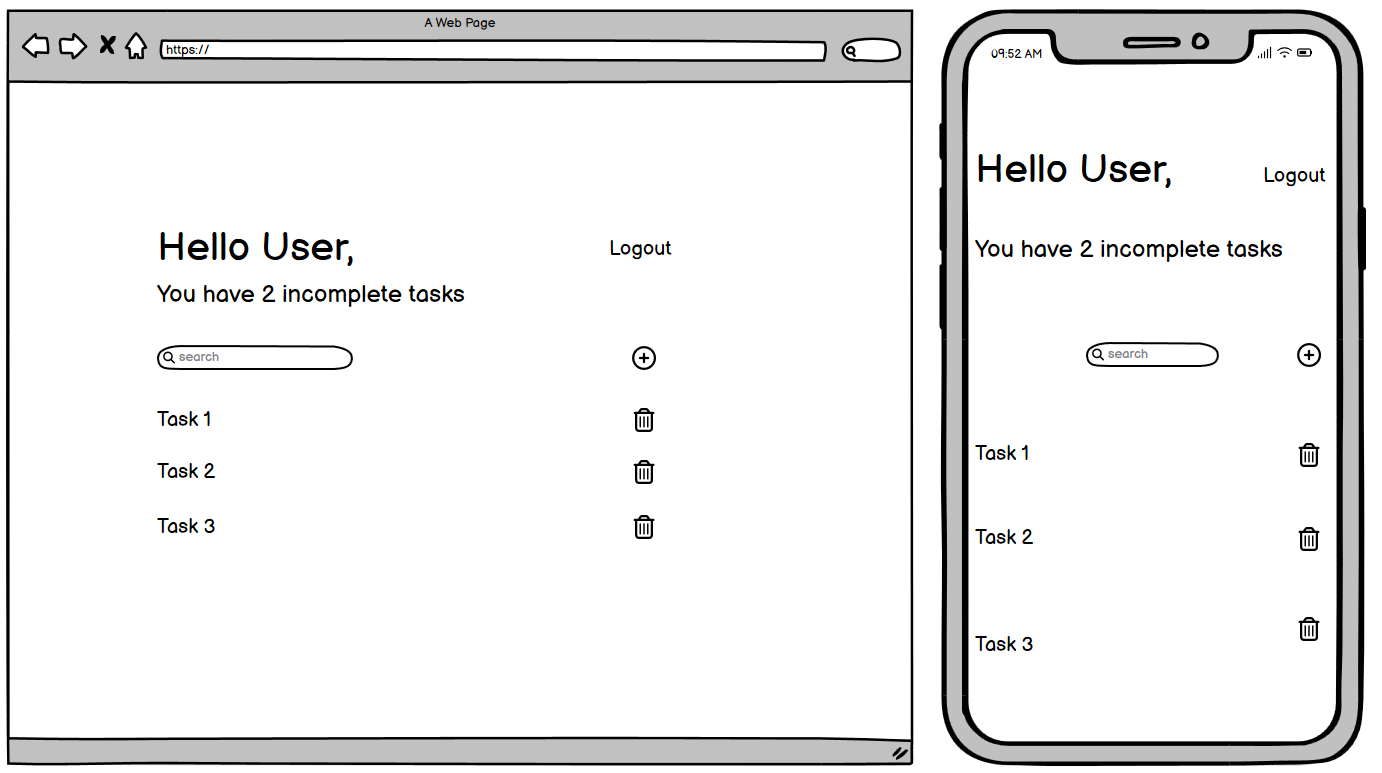 A Web Page
https://
Hello User,
Logout
You have 2 incomplete tasks
search
Task 1
Task 2
Task 3
09:52 AM
Hello User,
Logout
You have 2 incomplete tasks
search
Task 1
Task 2
Task 3